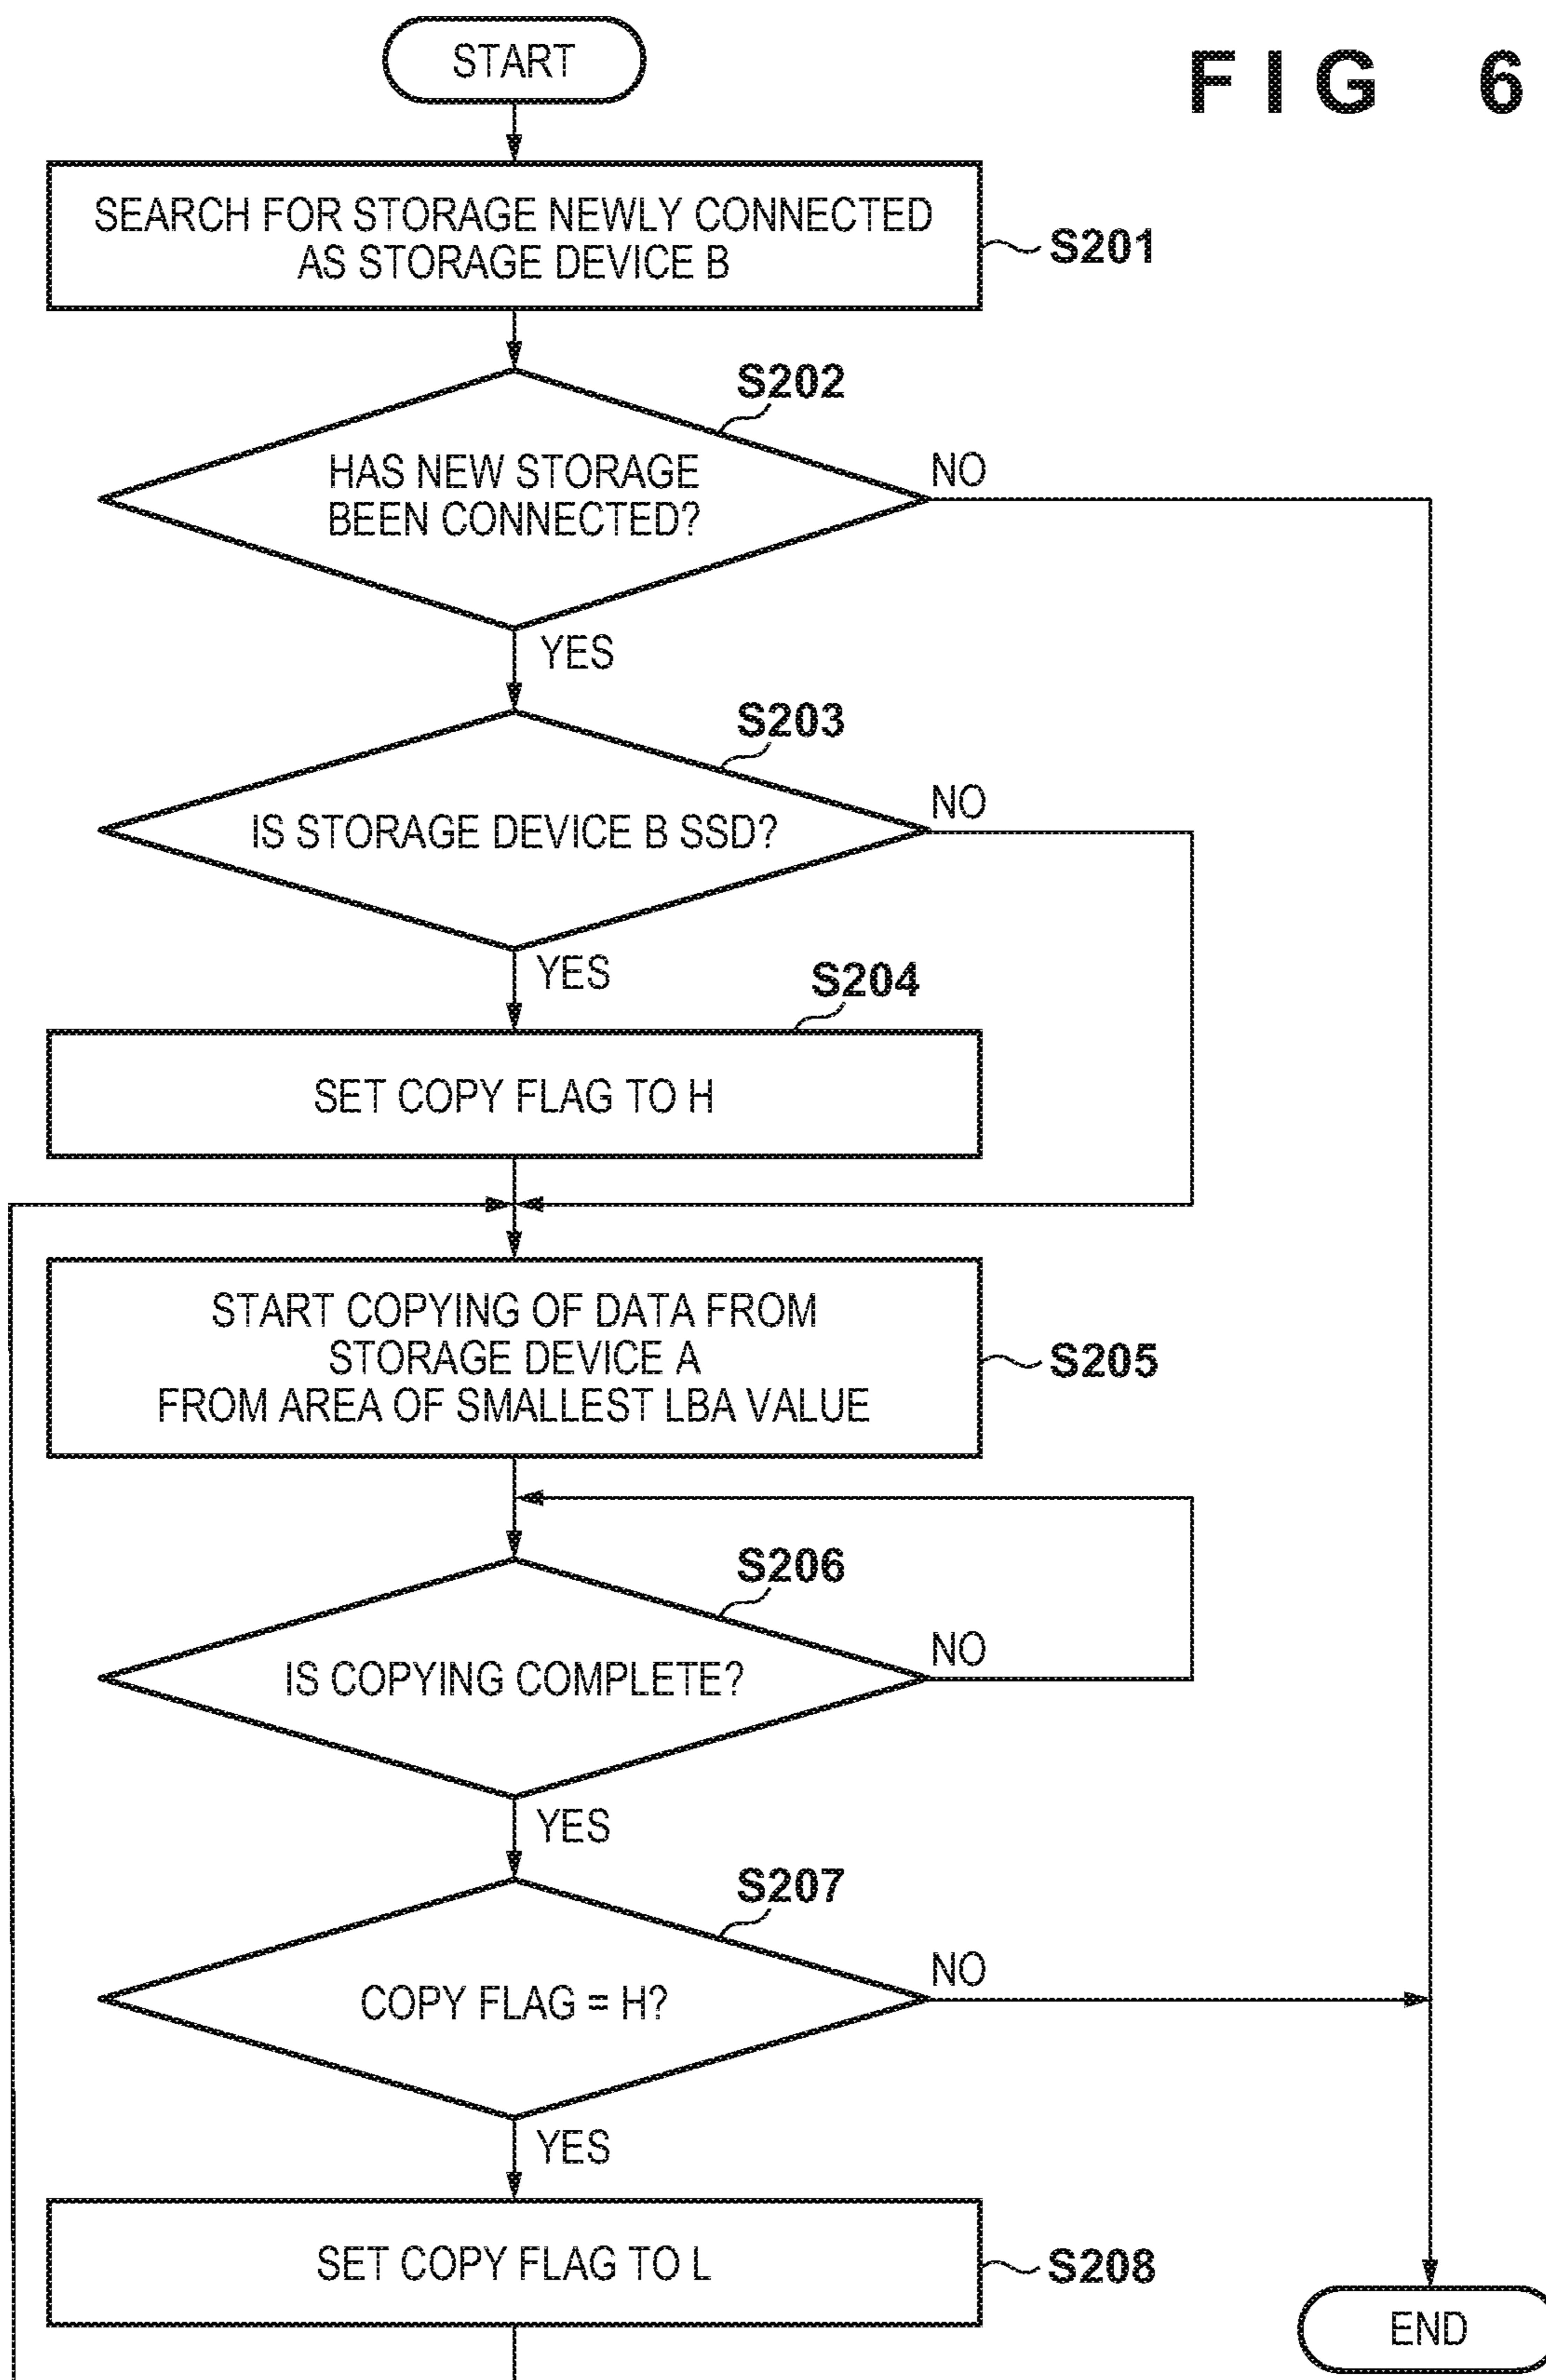 START
FIG 6
SEARCH FOR STORAGE NEWLY CONNECTED
AS STORAGE DEVICE B
S201
S202
HAS NEW STORAGE
BEEN CONNECTED?
NO
YES
S203
IS STORAGE DEVICE B SSD?
NO
YES
S204
SET COPY FLAG TO H
START COPYING OF DATA FROM
STORAGE DEVICE A
FROM AREA OF SMALLEST LBA VALUE
S205
S206
IS COPYING COMPLETE?
NO
YES
S207
COPY FLAG = H?
NO
YES
SET COPY FLAG TO L
S208
END